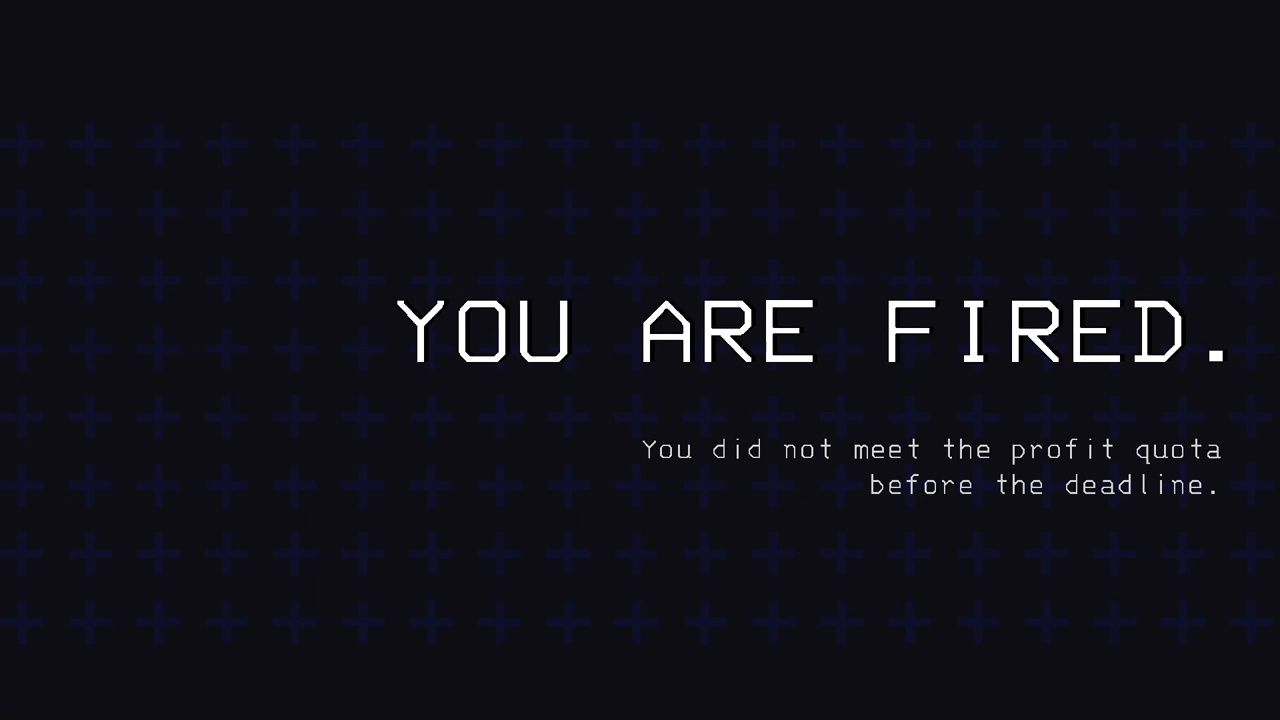 YOU ARE FIRED.
You did not meet the profit quota
before the deadline.